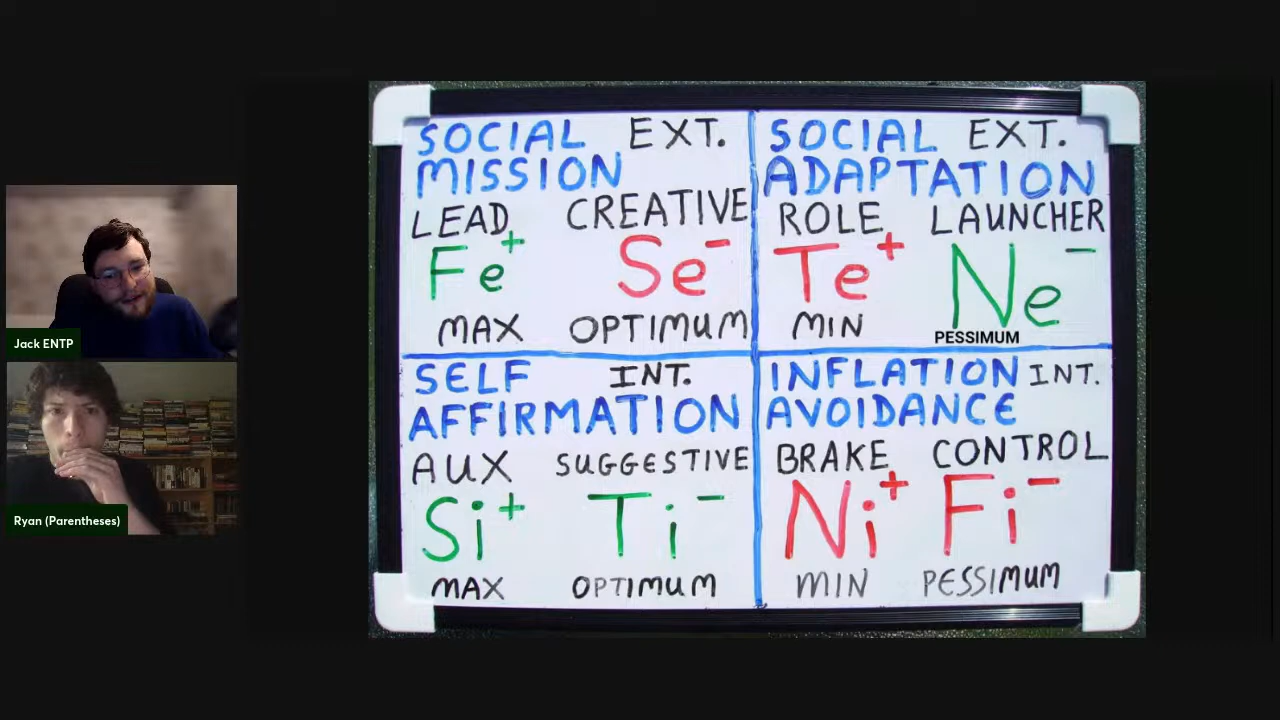 SOCIAL EXT.
MISSION
LEAD CREATIVE
Fe+ Se-
MAX OPTIMUM
SOCIAL EXT.
ADAPTATION
ROLE LAUNCHER
Te+ Ne-
MIN PESSIMUM
SELF INT.
AFFIRMATION
AUX SUGGESTIVE
Si+ Ti-
MAX OPTIMUM
INFLATION INT.
AVOIDANCE
BRAKE CONTROL
Ni+ Fi-
MIN PESSIMUM
Jack ENTP
Ryan (Parentheses)